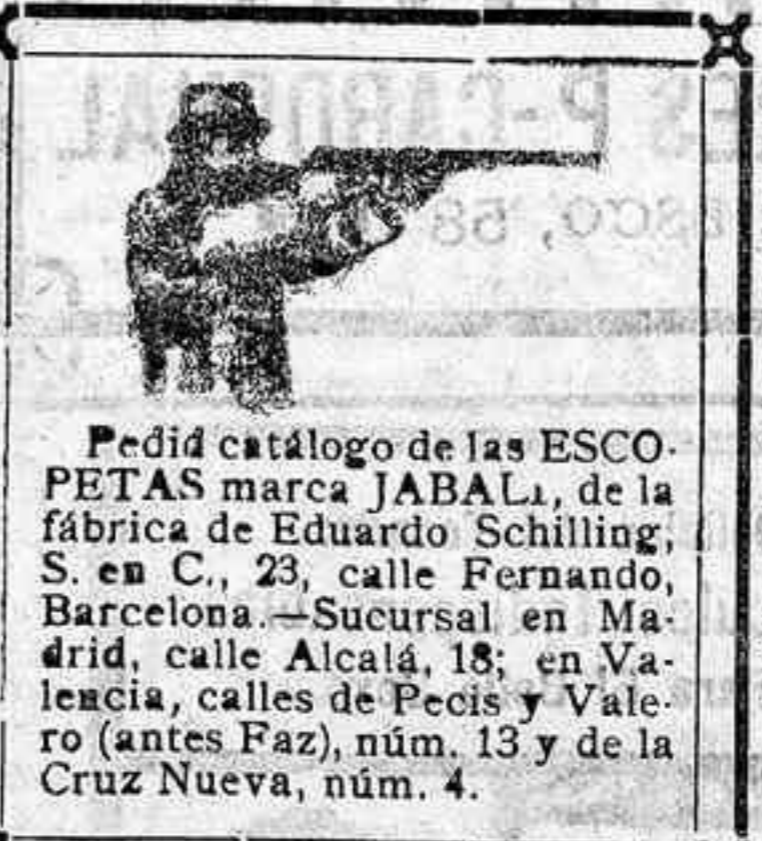 Pedid catálogo de las ESCO-
PETAS marca JABALı, de la
fábrica de Eduardo Schilling,
S. en C., 23, calle Fernando,
Barcelona.—Sucursal en Ma-
drid, calle Alcalá, 18; en Va-
lencia, calles de Pecis y Vale-
ro (antes Faz), núm. 13 y de la
Cruz Nueva, núm. 4.